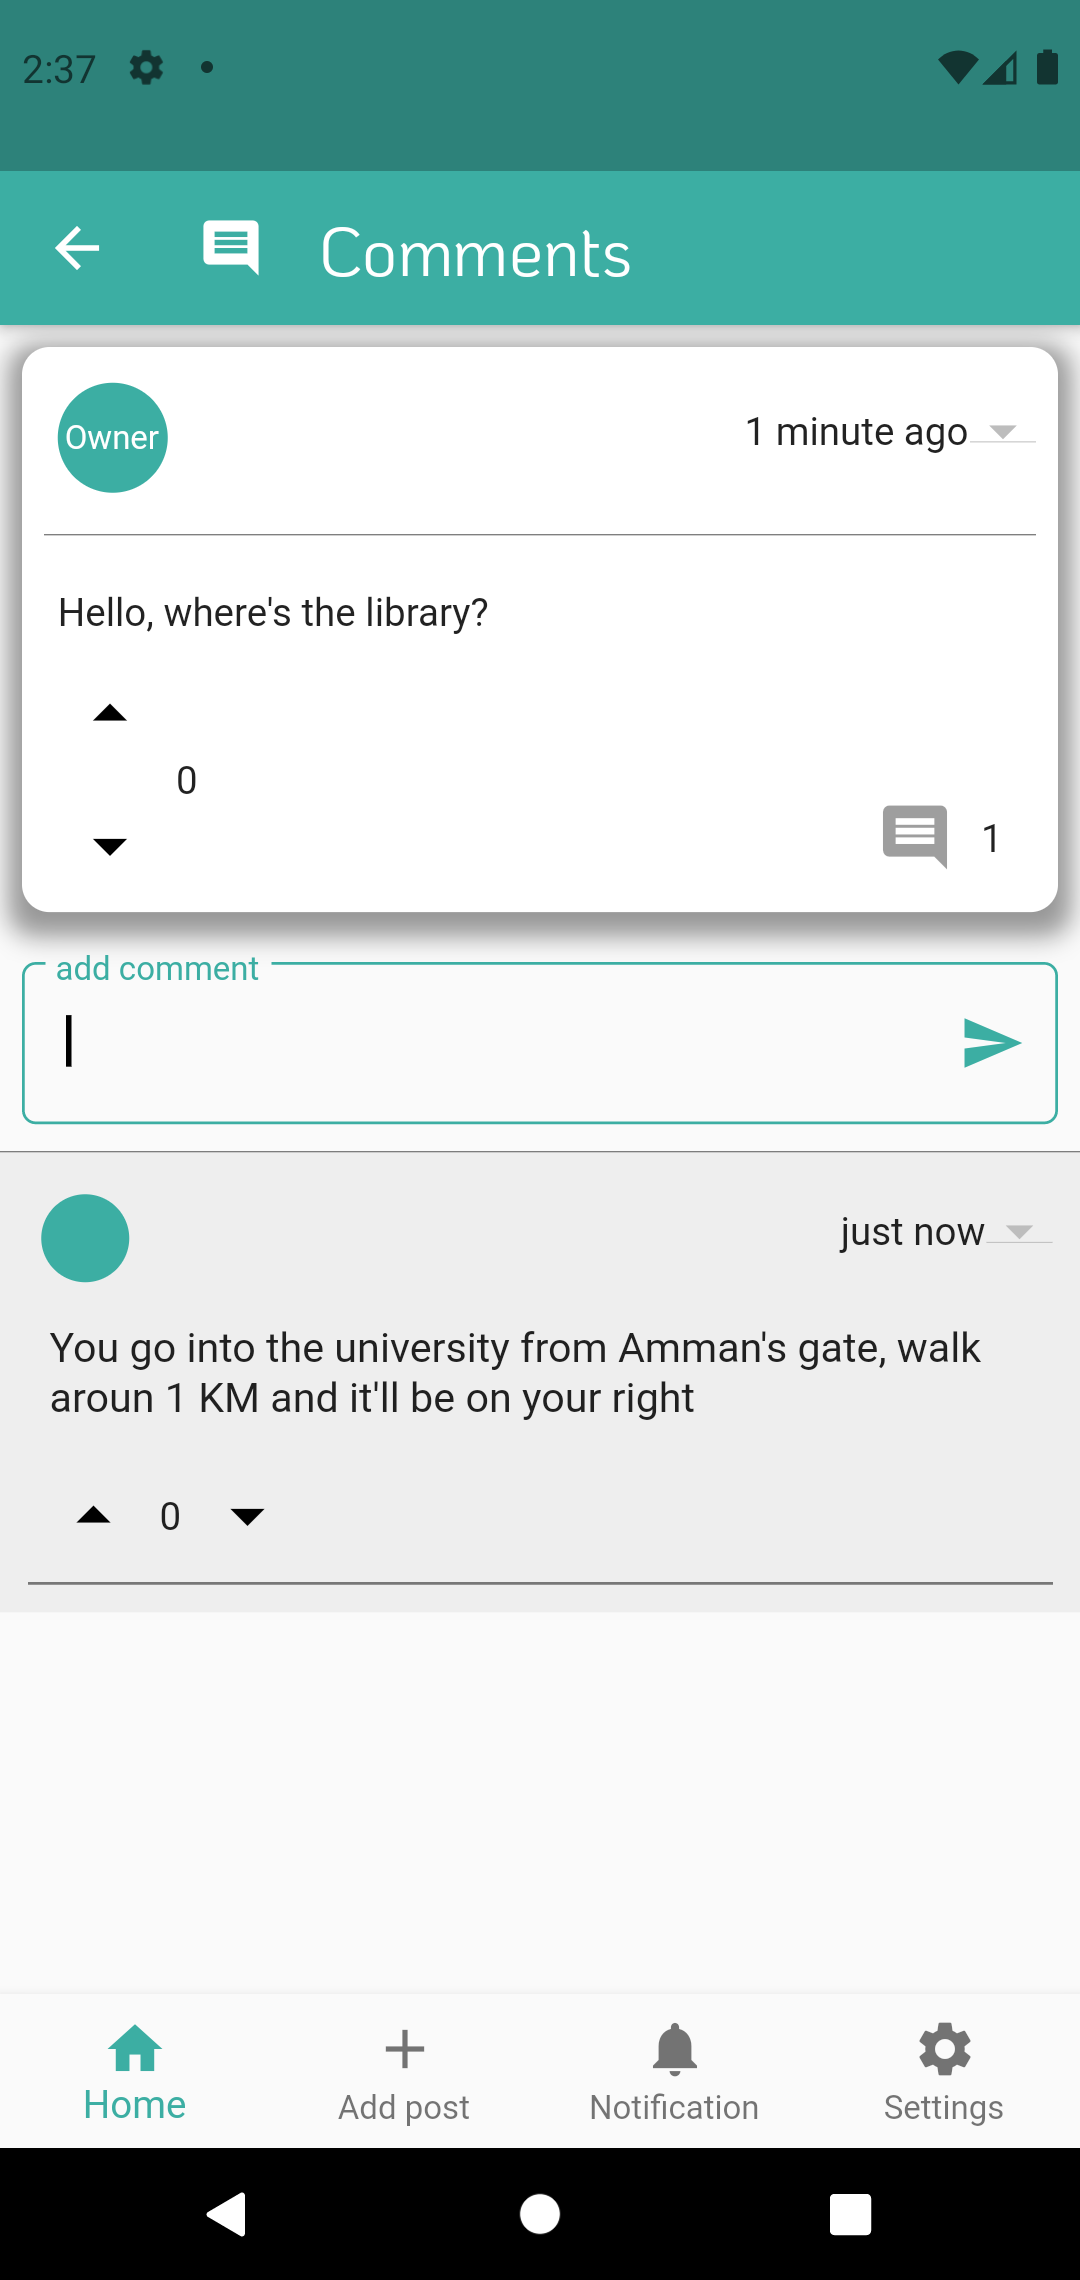 2:37
Comments
Owner
1 minute ago
Hello, where's the library?
0
1
add comment
just now
You go into the university from Amman's gate, walk
aroun 1 KM and it'll be on your right
0
Home
Add post
Notification
Settings